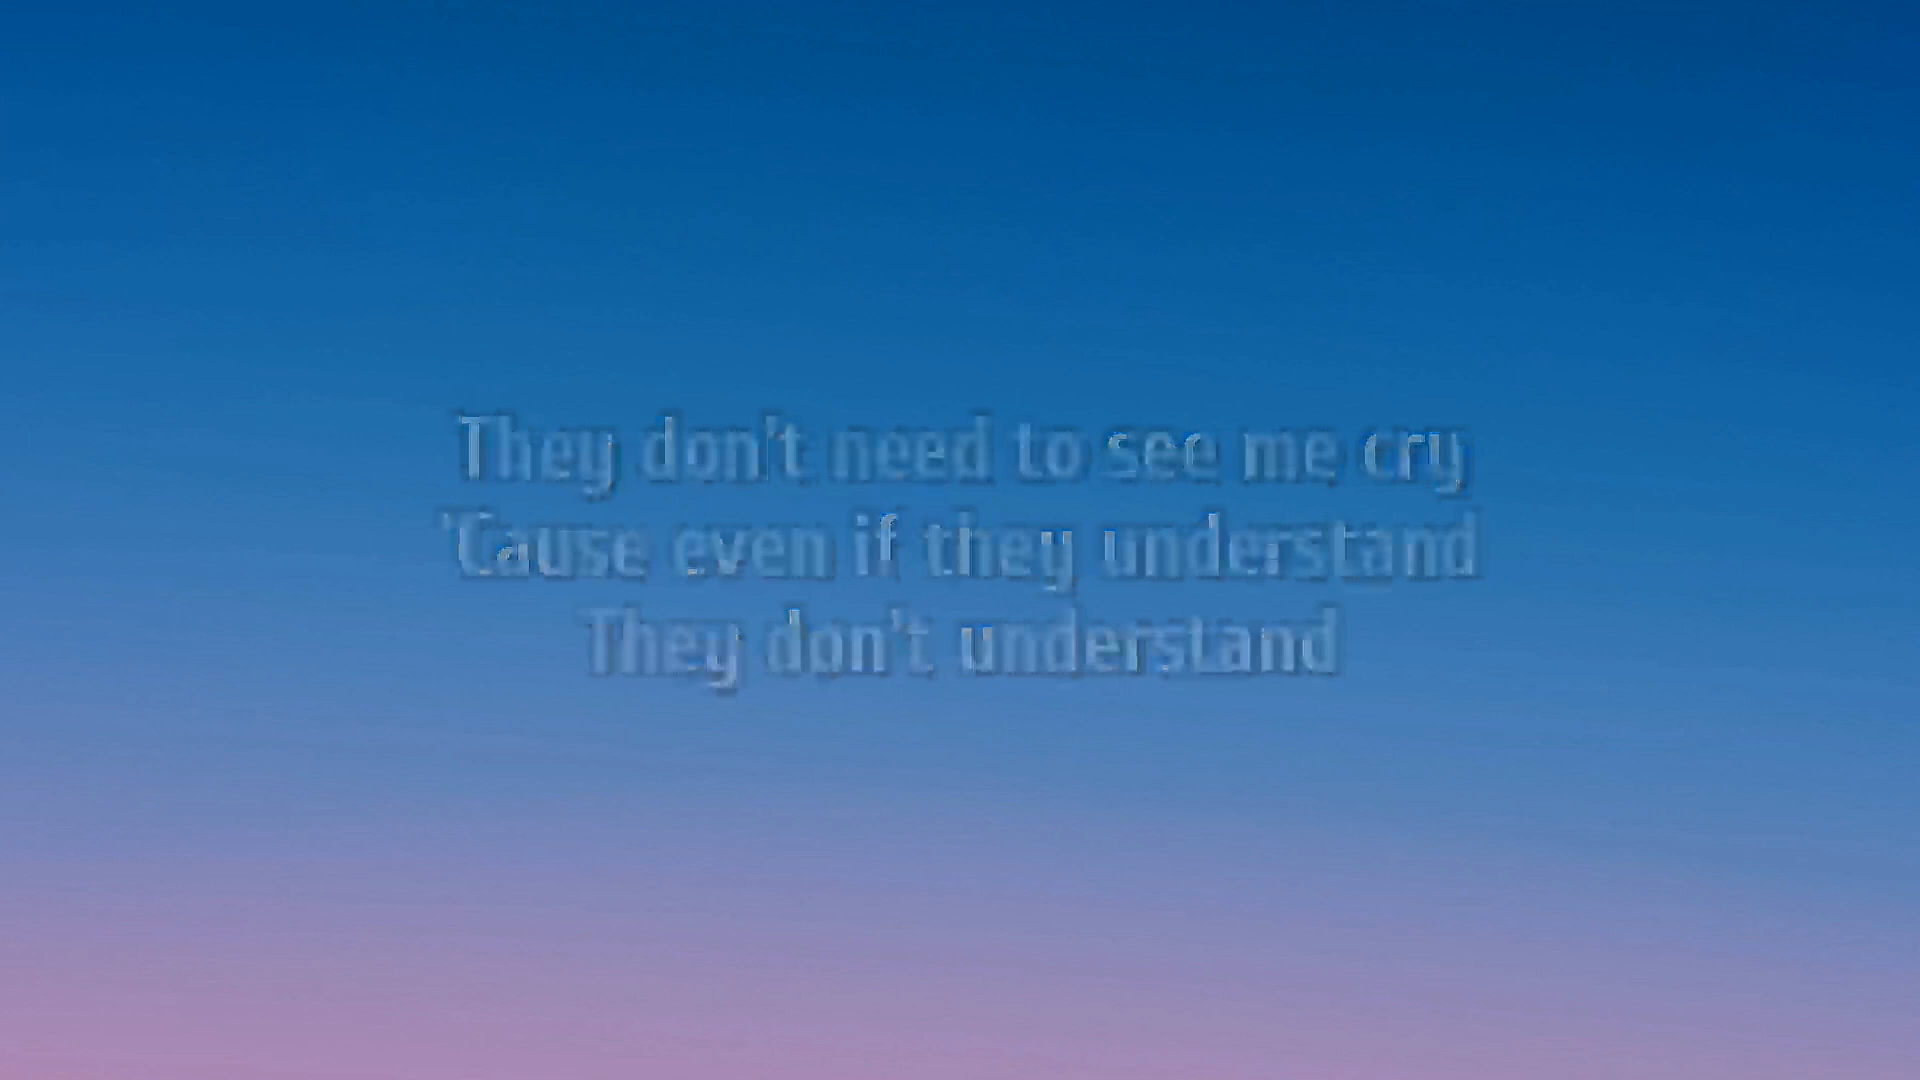 They don't need to see me cry
'Cause even if they understand
They don't understand